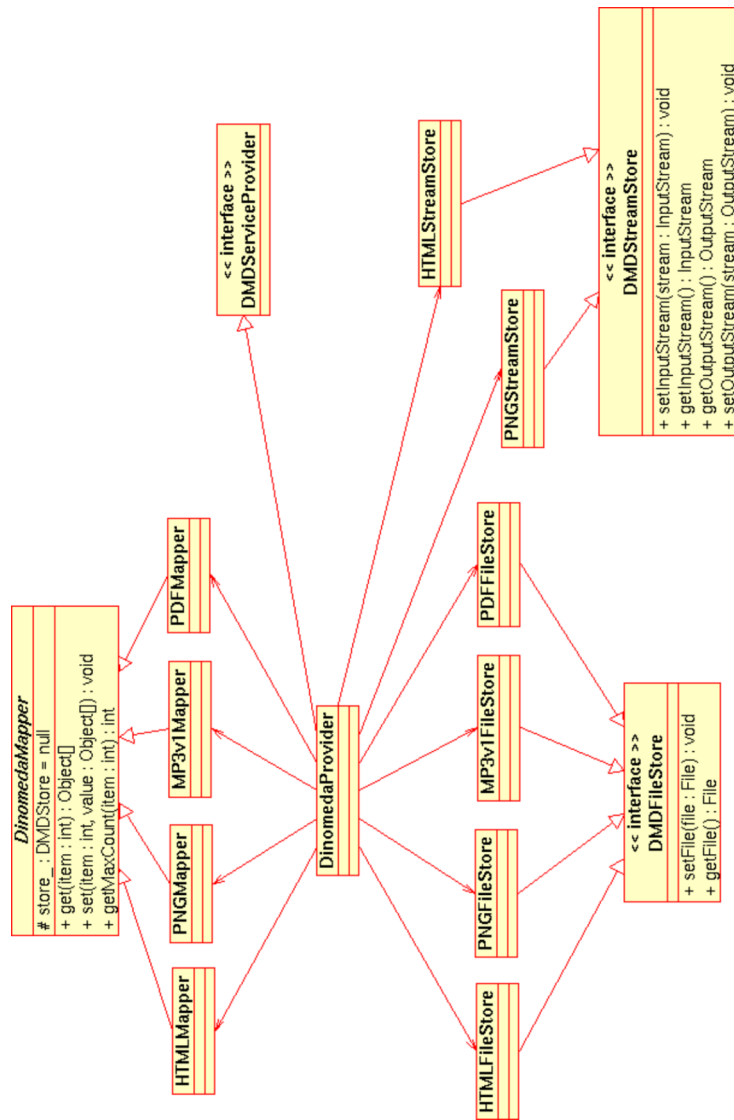 DinomedaMapper
# store_ : DMDStore = null
+ get(item : int) : Object[]
+ set(item : int, value : Object[]) : void
+ getMaxCount(item : int) : int
HTMLMapper
PNGMapper
MP3v1Mapper
PDFMapper
<< interface >>
DMDServiceProvider
DinomedaProvider
HTMLFileStore
PNGFileStore
MP3v1FileStore
PDFFileStore
PNGStreamStore
HTMLStreamStore
<< interface >>
DMDFileStore
+ setFile(file : File) : void
+ getFile() : File
<< interface >>
DMDStreamStore
+ setInputStream(stream : InputStream) : void
+ getInputStream() : InputStream
+ getOutputStream() : OutputStream
+ setOutputStream(stream : OutputStream) : void